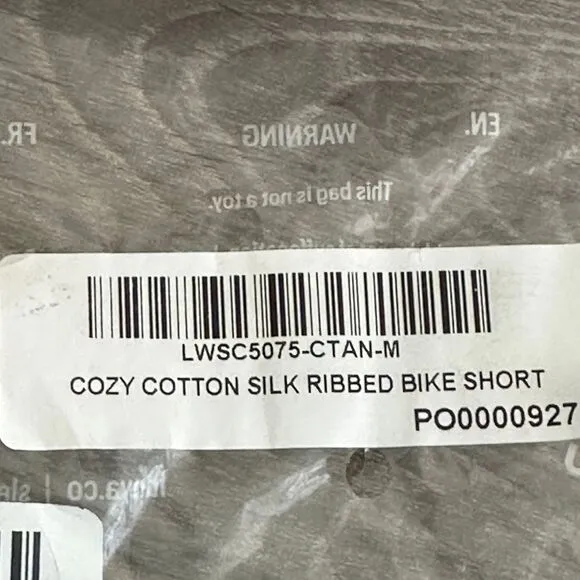 EN.
WARNING
FR.
This bag is not a toy.
LWSC5075-CTAN-M
COZY COTTON SILK RIBBED BIKE SHORT
PO0000927